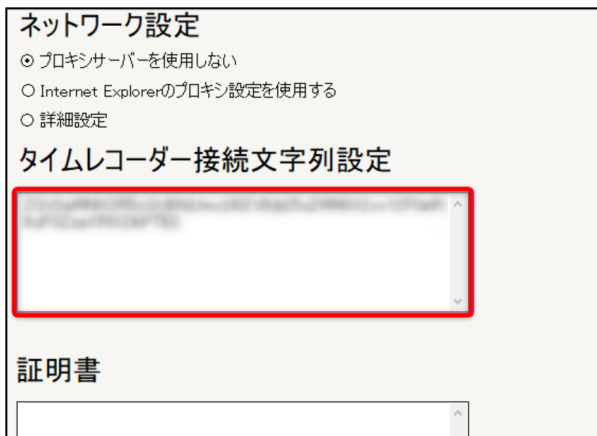 ネットワーク設定
プロキシサーバーを使用しない
Internet Explorerのプロキシ設定を使用する
詳細設定
タイムレコーダー接続文字列設定
証明書